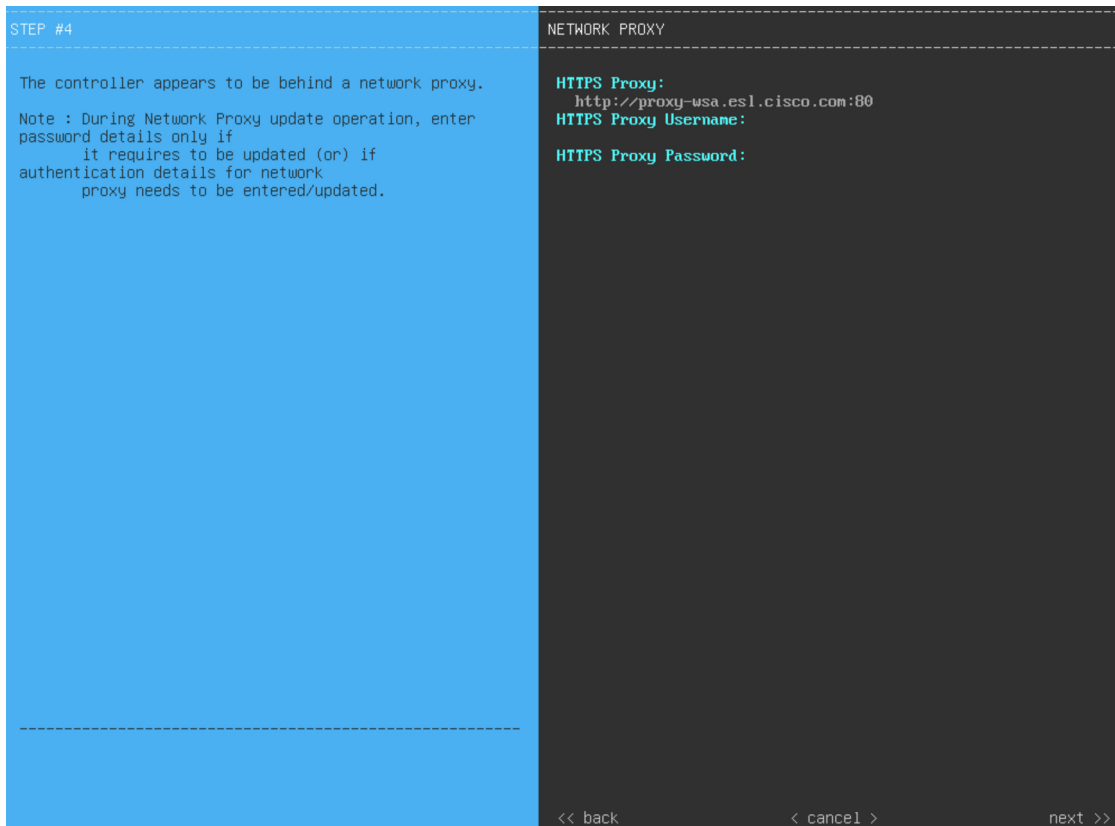 STEP #4
The controller appears to be behind a network proxy.
Note : During Network Proxy update operation, enter
password details only if
it requires to be updated (or) if
authentication details for network
proxy needs to be entered/updated.
NETWORK PROXY
HTTPS Proxy:
http://proxy-wsa.esl.cisco.com:80
HTTPS Proxy Username:
HTTPS Proxy Password:
<< back
< cancel >
next >>